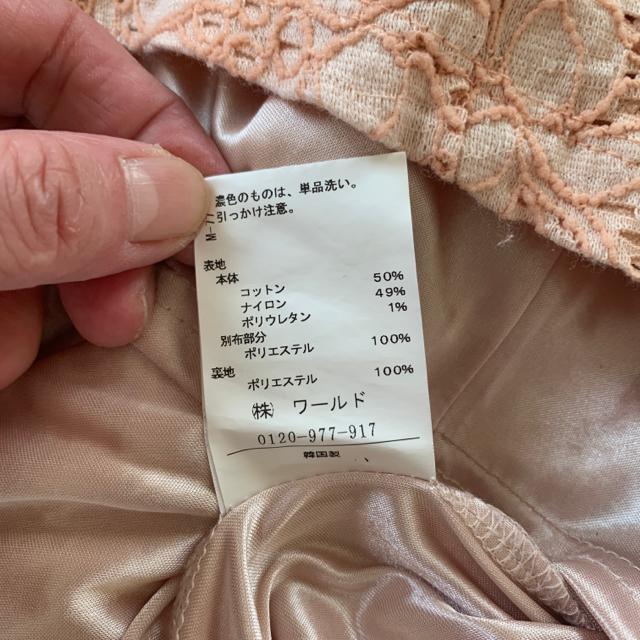 濃色のものは、単品洗い。
引っかけ注意。
表地
本体 50%
コットン 49%
ナイロン 1%
ポリウレタン
別布部分 100%
ポリエステル
裏地 100%
ポリエステル
㈱ ワールド
0120-977-917
韓国製